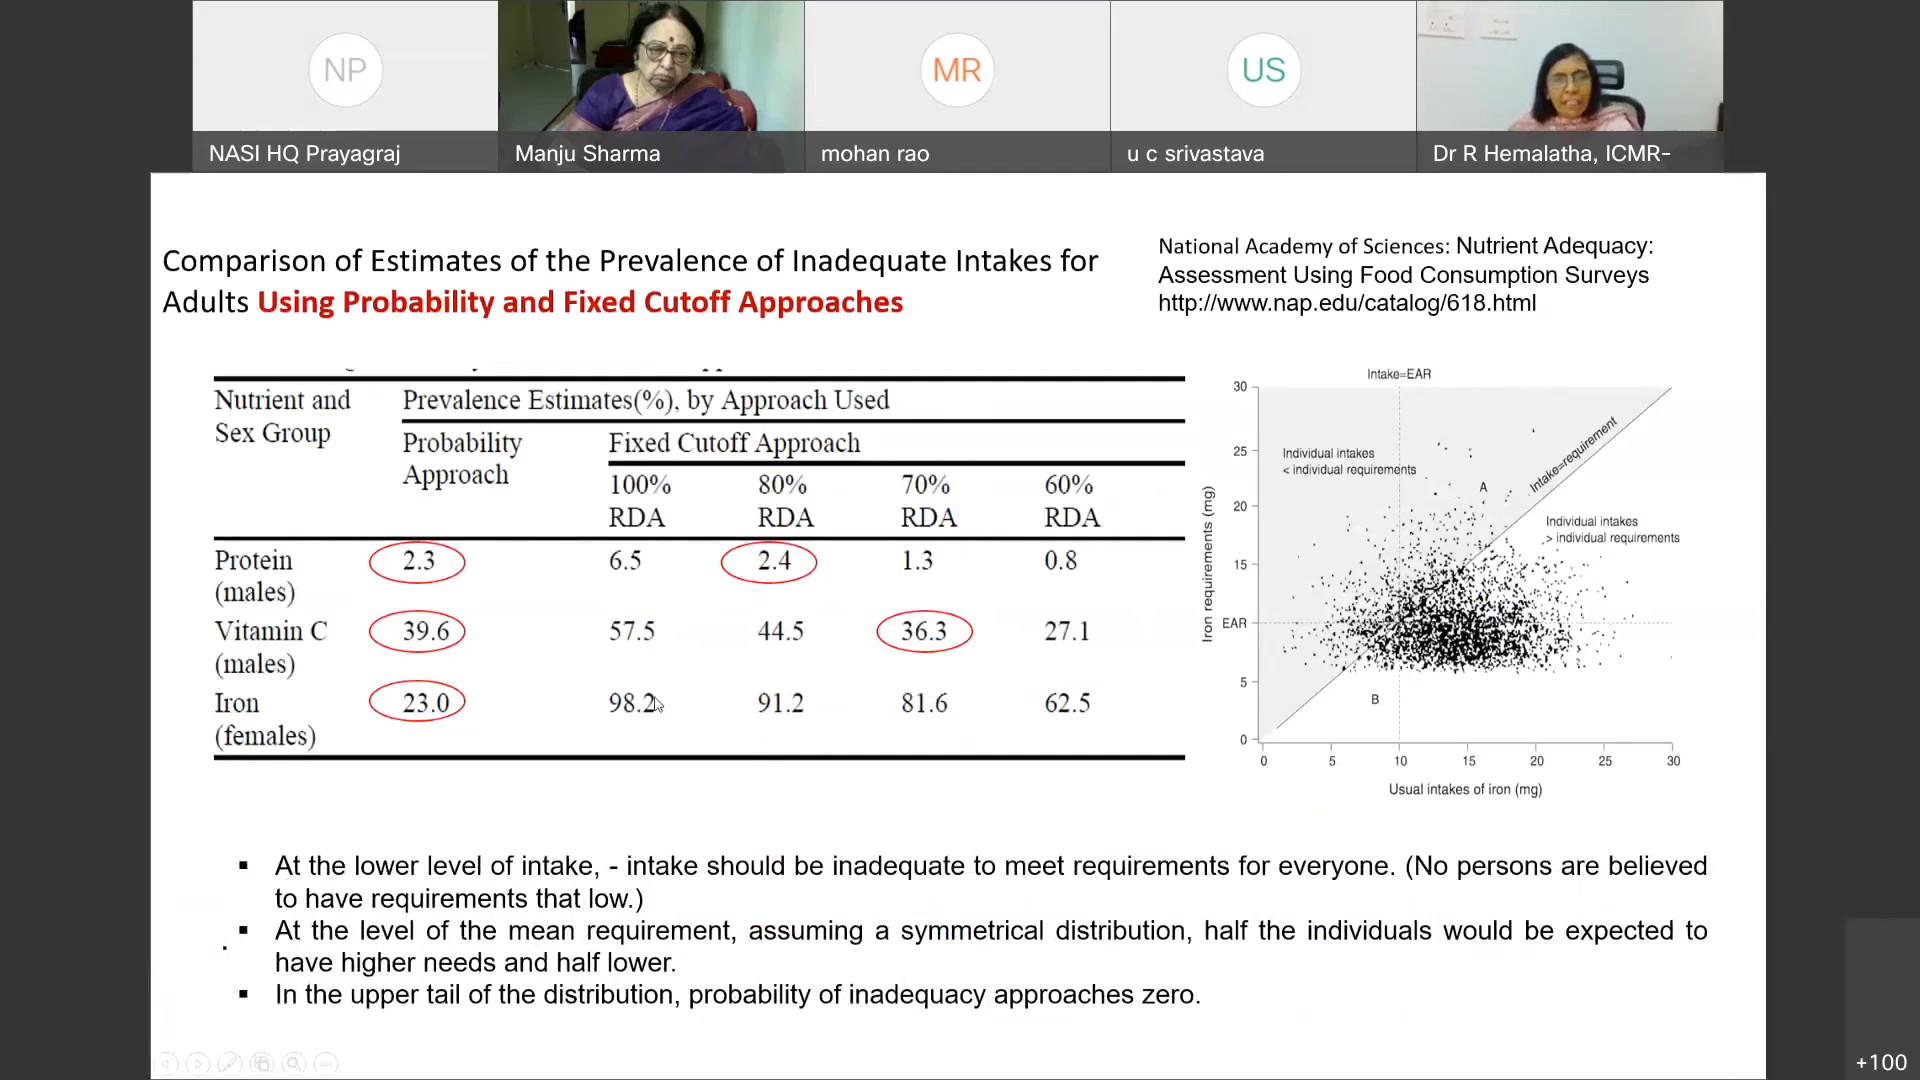 NP
MR
US
NASI HQ Prayagraj
Manju Sharma
mohan rao
u c srivastava
Dr R Hemalatha, ICMR-
Comparison of Estimates of the Prevalence of Inadequate Intakes for
Adults Using Probability and Fixed Cutoff Approaches
National Academy of Sciences: Nutrient Adequacy:
Assessment Using Food Consumption Surveys
http://www.nap.edu/catalog/618.html
Nutrient and
Sex Group
Prevalence Estimates(%), by Approach Used
Probability
Approach
Fixed Cutoff Approach
100% RDA
80% RDA
70% RDA
60% RDA
Protein (males) 2.3 6.5 2.4 1.3 0.8
Vitamin C (males) 39.6 57.5 44.5 36.3 27.1
Iron (females) 23.0 98.2 91.2 81.6 62.5
Intake=EAR
30
25
20
15
EAR
5
0
Iron requirements (mg)
Individual intakes
< individual requirements
A
Intake=requirement
Individual intakes
> individual requirements
B
0 5 10 15 20 25 30
Usual intakes of iron (mg)
▪ At the lower level of intake, - intake should be inadequate to meet requirements for everyone. (No persons are believed
to have requirements that low.)
▪ At the level of the mean requirement, assuming a symmetrical distribution, half the individuals would be expected to
have higher needs and half lower.
▪ In the upper tail of the distribution, probability of inadequacy approaches zero.
+100